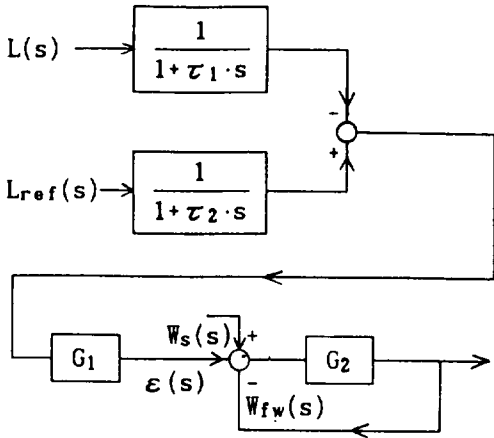 L(s)
1
1+τ₁·s
-
+
1
Lref(s)
1+τ₂·s
Ws(s)
+
G₁
G₂
ε(s)
-
Wfw(s)